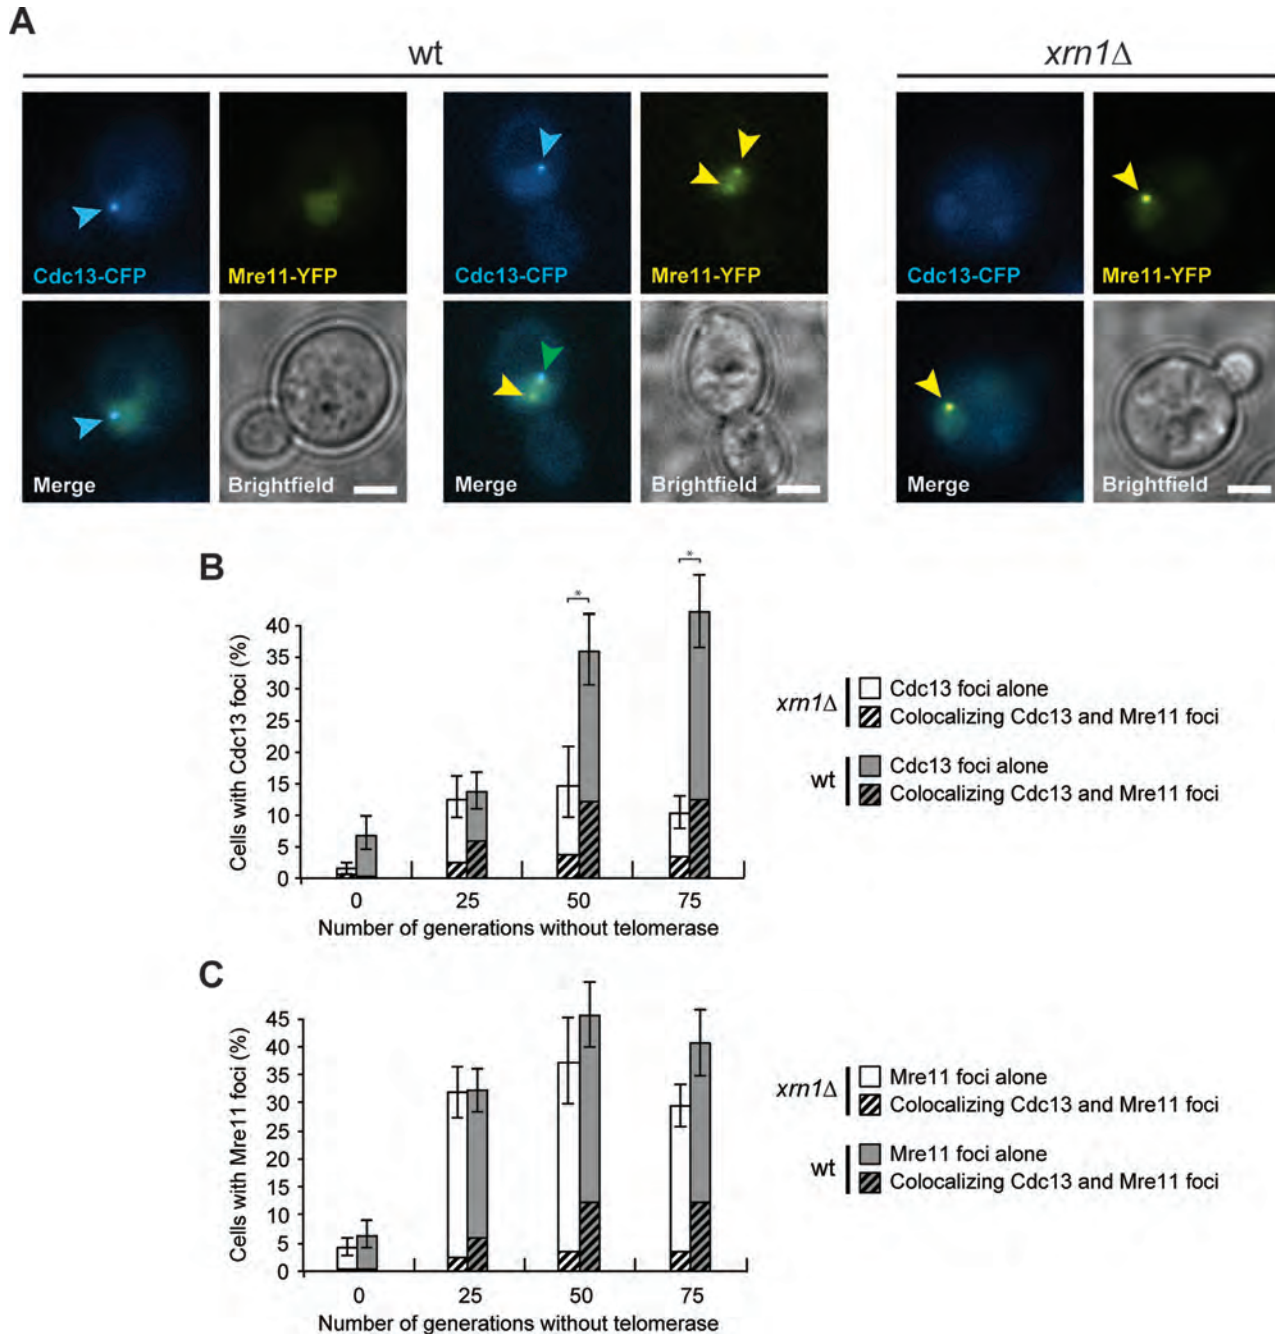 A
wt
xrn1Δ
Cdc13-CFP
Mre11-YFP
Cdc13-CFP
Mre11-YFP
Cdc13-CFP
Mre11-YFP
Merge
Brightfield
Merge
Brightfield
Merge
Brightfield
B
Cells with Cdc13 foci (%)
40
35
30
25
20
15
10
5
0
*
*
0
25
50
75
Number of generations without telomerase
xrn1Δ
Cdc13 foci alone
Colocalizing Cdc13 and Mre11 foci
wt
Cdc13 foci alone
Colocalizing Cdc13 and Mre11 foci
C
Cells with Mre11 foci (%)
45
40
35
30
25
20
15
10
5
0
0
25
50
75
Number of generations without telomerase
xrn1Δ
Mre11 foci alone
Colocalizing Cdc13 and Mre11 foci
wt
Mre11 foci alone
Colocalizing Cdc13 and Mre11 foci